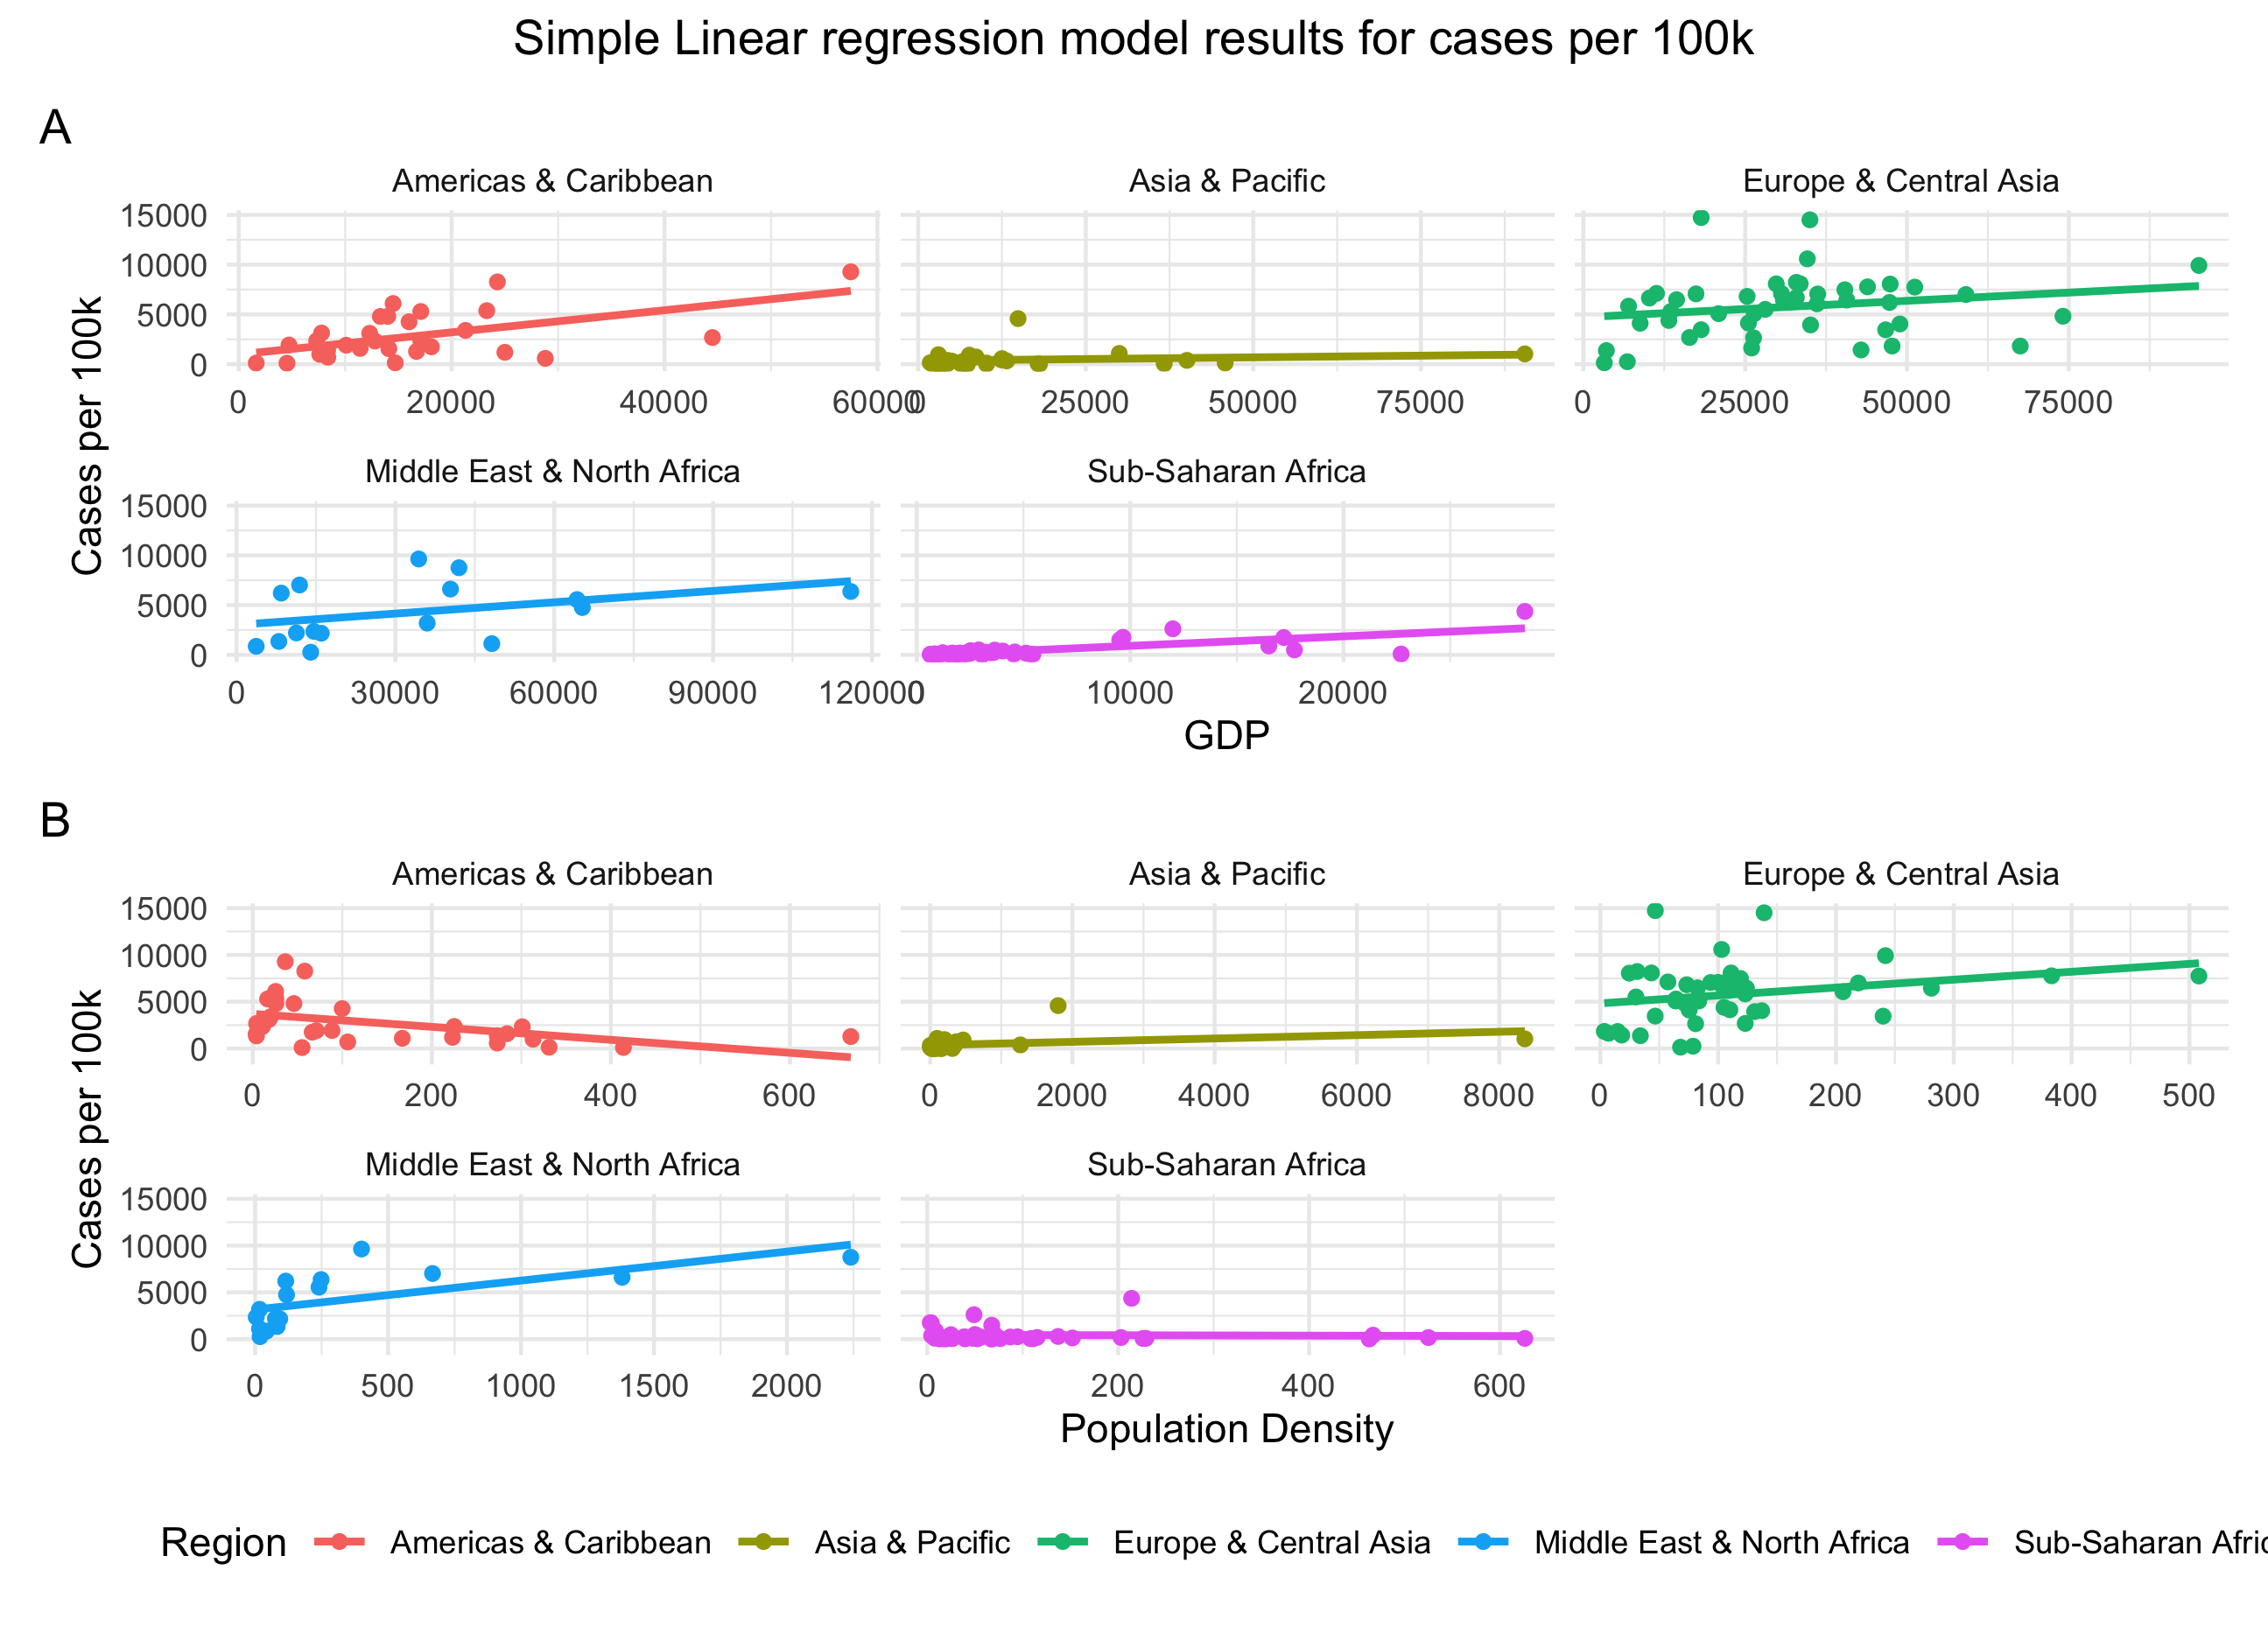 Simple Linear regression model results for cases per 100k
A
Americas & Caribbean
Asia & Pacific
Europe & Central Asia
15000
10000
5000
0
0 20000 40000 60000
0 25000 50000 75000
0 25000 50000 75000
Cases per 100k
Middle East & North Africa
Sub-Saharan Africa
15000
10000
5000
0
0 30000 60000 90000 120000
0 10000 20000
GDP
B
Americas & Caribbean
Asia & Pacific
Europe & Central Asia
15000
10000
5000
0
0 200 400 600
0 2000 4000 6000 8000
0 100 200 300 400 500
Cases per 100k
Middle East & North Africa
Sub-Saharan Africa
15000
10000
5000
0
0 500 1000 1500 2000
0 200 400 600
Population Density
Region Americas & Caribbean Asia & Pacific Europe & Central Asia Middle East & North Africa Sub-Saharan Afric